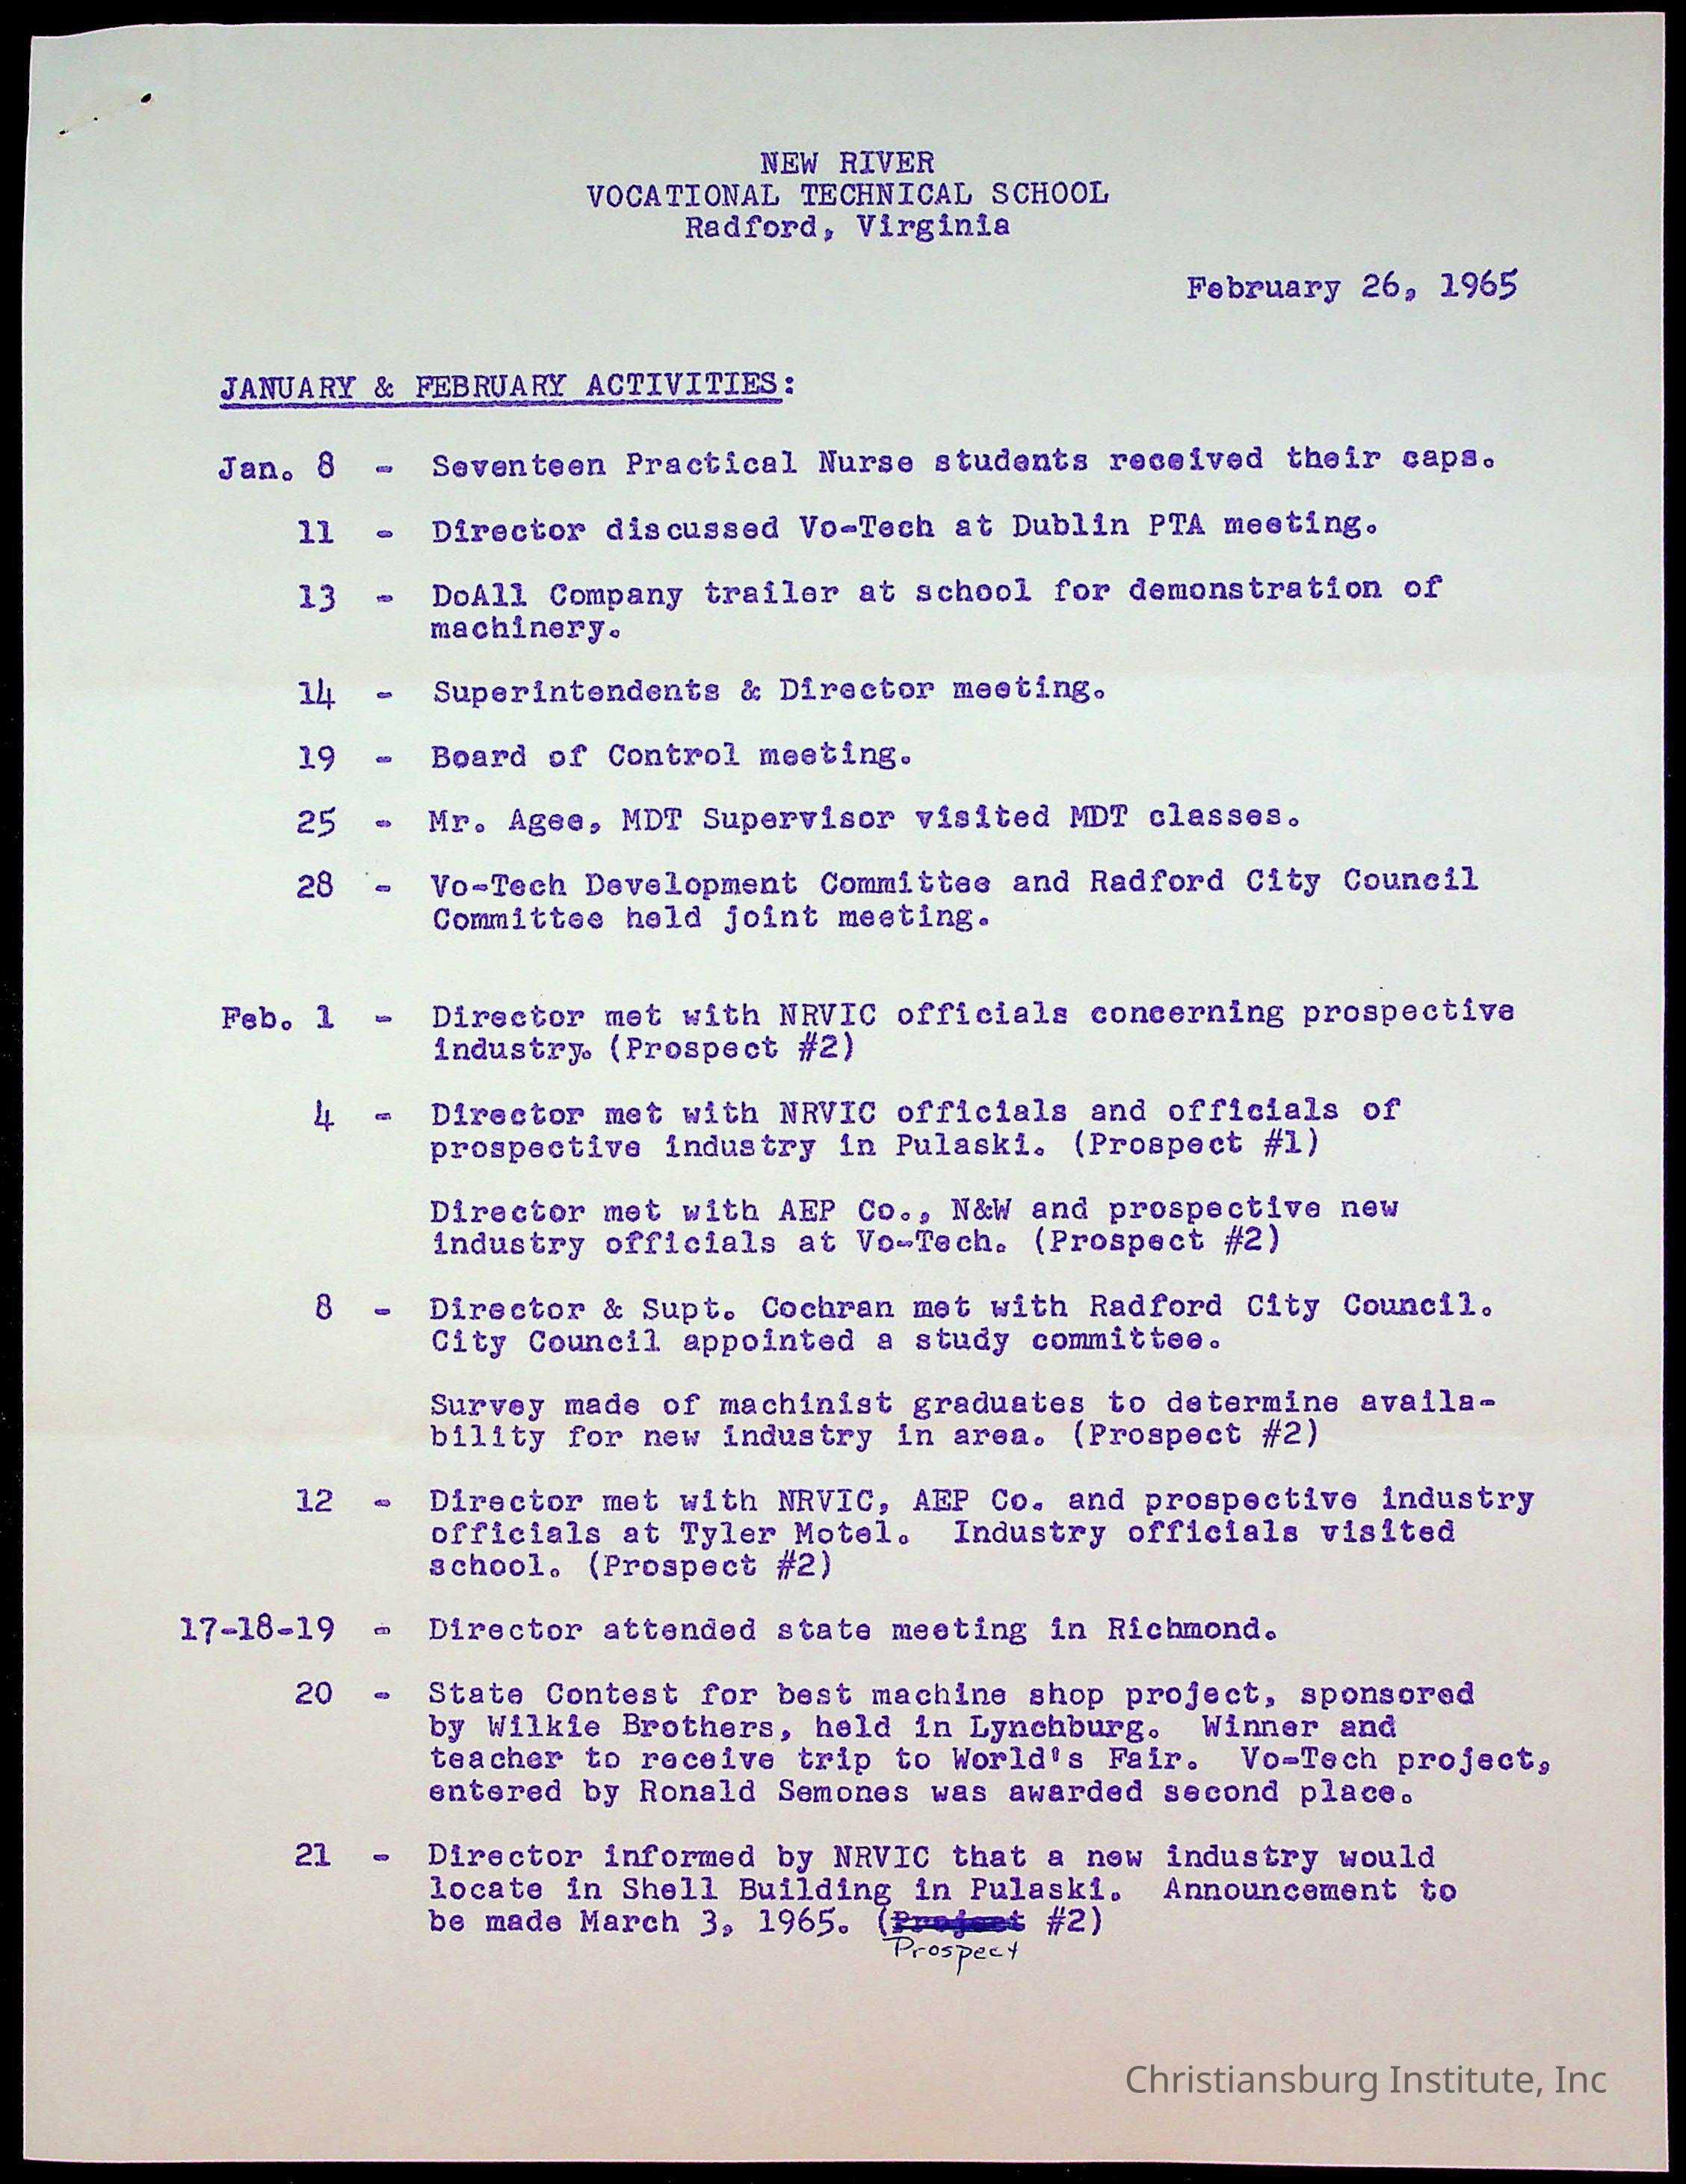 NEW RIVER
VOCATIONAL TECHNICAL SCHOOL
Radford, Virginia
February 26, 1965
JANUARY & FEBRUARY ACTIVITIES:
Jan. 8 - Seventeen Practical Nurse students received their caps.
11 - Director discussed Vo-Tech at Dublin PTA meeting.
13 - DoAll Company trailer at school for demonstration of
machinery.
14 - Superintendents & Director meeting.
19 - Board of Control meeting.
25 - Mr. Agee, MDT Supervisor visited MDT classes.
28 - Vo-Tech Development Committee and Radford City Council
Committee held joint meeting.
Feb. 1 - Director met with NRVIC officials concerning prospective
industry. (Prospect #2)
4 - Director met with NRVIC officials and officials of
prospective industry in Pulaski. (Prospect #1)
Director met with AEP Co., N&W and prospective new
industry officials at Vo-Tech. (Prospect #2)
8 - Director & Supt. Cochran met with Radford City Council.
City Council appointed a study committee.
Survey made of machinist graduates to determine availa-
bility for new industry in area. (Prospect #2)
12 - Director met with NRVIC, AEP Co. and prospective industry
officials at Tyler Motel. Industry officials visited
school. (Prospect #2)
17-18-19 - Director attended state meeting in Richmond.
20 - State Contest for best machine shop project, sponsored
by Wilkie Brothers, held in Lynchburg. Winner and
teacher to receive trip to World's Fair. Vo-Tech project,
entered by Ronald Semones was awarded second place.
21 - Director informed by NRVIC that a new industry would
locate in Shell Building in Pulaski. Announcement to
be made March 3, 1965. (Project #2)
Prospect
Christiansburg Institute, Inc